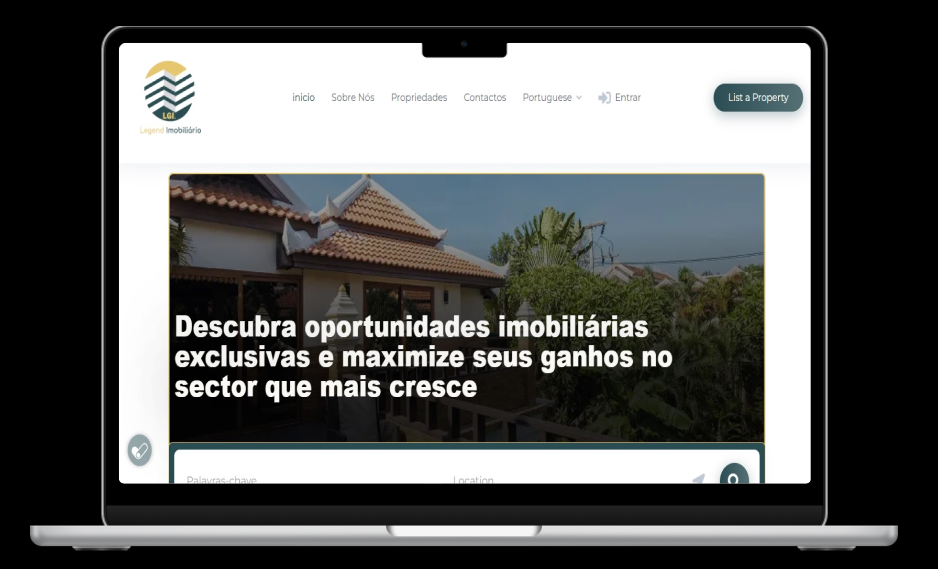 LGI.
Legend Imobiliário
inicio
Sobre Nós
Propriedades
Contactos
Portuguese
Entrar
List a Property
Descubra oportunidades imobiliárias
exclusivas e maximize seus ganhos no
sector que mais cresce
Palavras-chave
Location